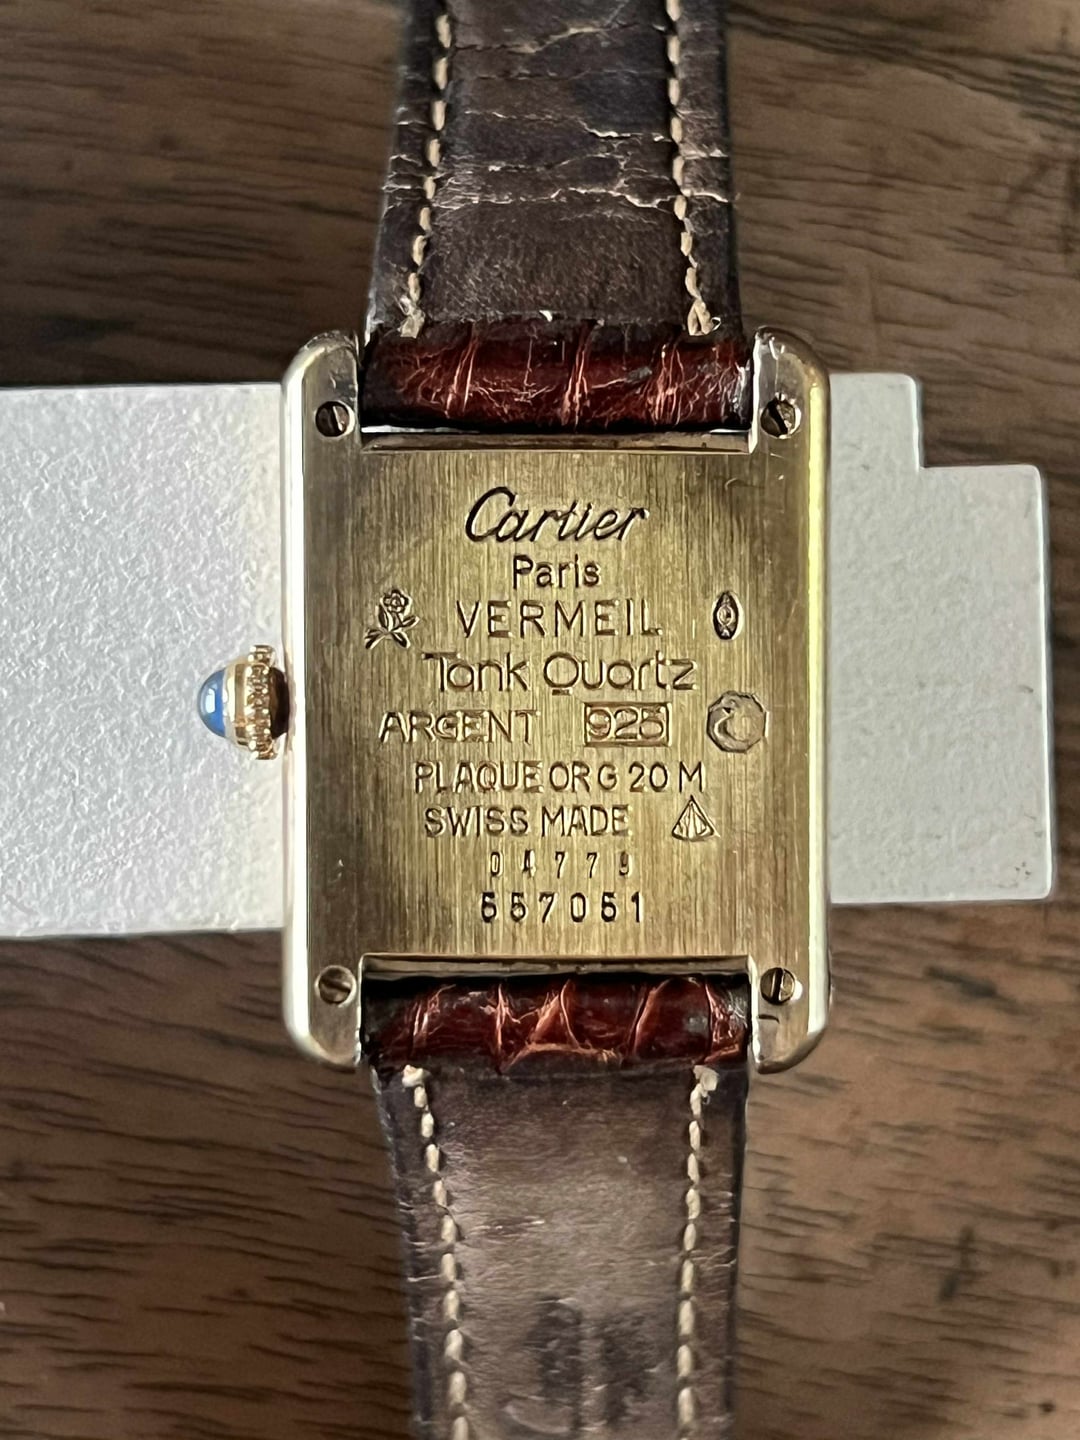 Cartier
Paris
VERMEIL
Tank Quartz
ARGENT 925
PLAQUE OR G 20 M
SWISS MADE
04779
557051